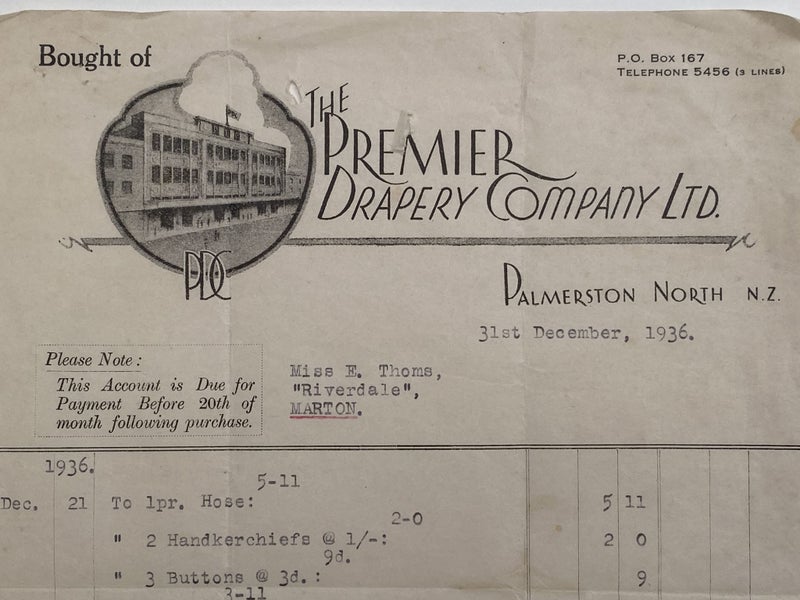 Bought of
P.O. Box 167
Telephone 5456 (3 lines)
The
Premier
Drapery Company Ltd.
PDC
Palmerston North N.Z.
31st December, 1936.
Please Note:
This Account is Due for
Payment Before 20th of
month following purchase.
Miss E. Thoms,
"Riverdale",
MARTON.
1936.
5-11
Dec. 21 To 1pr. Hose: 5 11
2-0
" 2 Handkerchiefs @ 1/-: 2 0
9d.
" 3 Buttons @ 3d.: 9
3-11